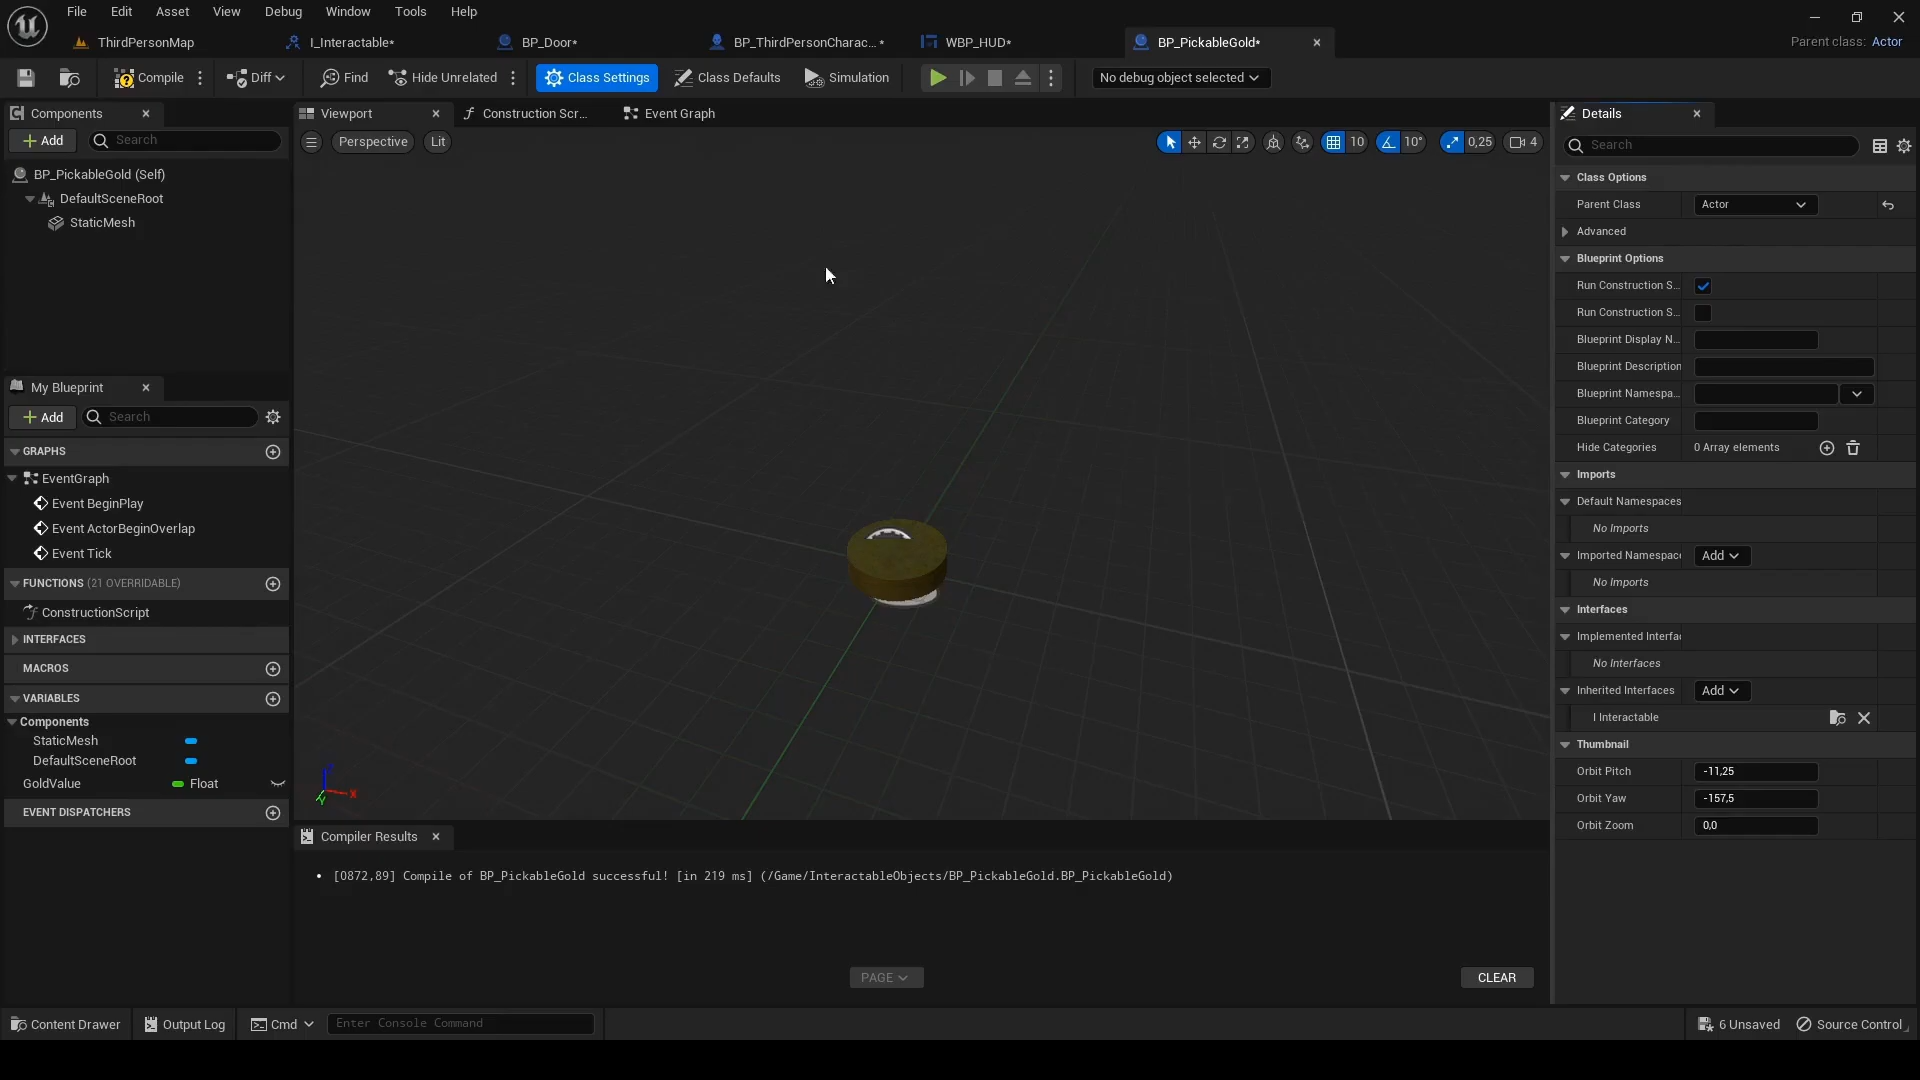 File Edit Asset View Debug Window Tools Help
ThirdPersonMap I_Interactable* BP_Door* BP_ThirdPersonCharac... * WBP_HUD* BP_PickableGold* Parent class: Actor
Compile Diff Find Hide Unrelated Class Settings Class Defaults Simulation No debug object selected
Components
Add Search
BP_PickableGold (Self)
DefaultSceneRoot
StaticMesh
My Blueprint
Add Search
GRAPHS
EventGraph
Event BeginPlay
Event ActorBeginOverlap
Event Tick
FUNCTIONS (21 OVERRIDABLE)
ConstructionScript
INTERFACES
MACROS
VARIABLES
Components
StaticMesh
DefaultSceneRoot
GoldValue Float
EVENT DISPATCHERS
Viewport Construction Scr... Event Graph
Perspective Lit 10 10° 0,25 4
Z
X
Y
Compiler Results
• [0872,89] Compile of BP_PickableGold successful! [in 219 ms] (/Game/InteractableObjects/BP_PickableGold.BP_PickableGold)
PAGE CLEAR
Details
Search
Class Options
Parent Class Actor
Advanced
Blueprint Options
Run Construction S...
Run Construction S...
Blueprint Display N...
Blueprint Description
Blueprint Namespa...
Blueprint Category
Hide Categories 0 Array elements
Imports
Default Namespaces
No Imports
Imported Namespac Add
No Imports
Interfaces
Implemented Interfac
No Interfaces
Inherited Interfaces Add
I Interactable
Thumbnail
Orbit Pitch -11,25
Orbit Yaw -157,5
Orbit Zoom 0,0
Content Drawer Output Log Cmd Enter Console Command 6 Unsaved Source Control